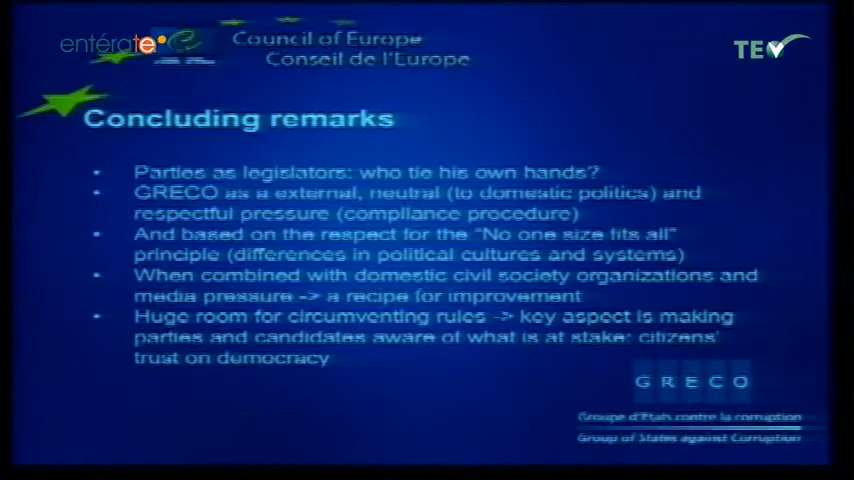 entérate
TEV
Council of Europe
Conseil de l'Europe
Concluding remarks
• Parties as legislators: who tie his own hands?
• GRECO as a external, neutral (to domestic politics) and
respectful pressure (compliance procedure)
• And based on the respect for the "No one size fits all"
principle (differences in political cultures and systems)
• When combined with domestic civil society organizations and
media pressure -> a recipe for improvement
• Huge room for circumventing rules -> key aspect is making
parties and candidates aware of what is at stake: citizens'
trust on democracy
G R E C O
Groupe d'Etats contre la corruption
Group of States against Corruption